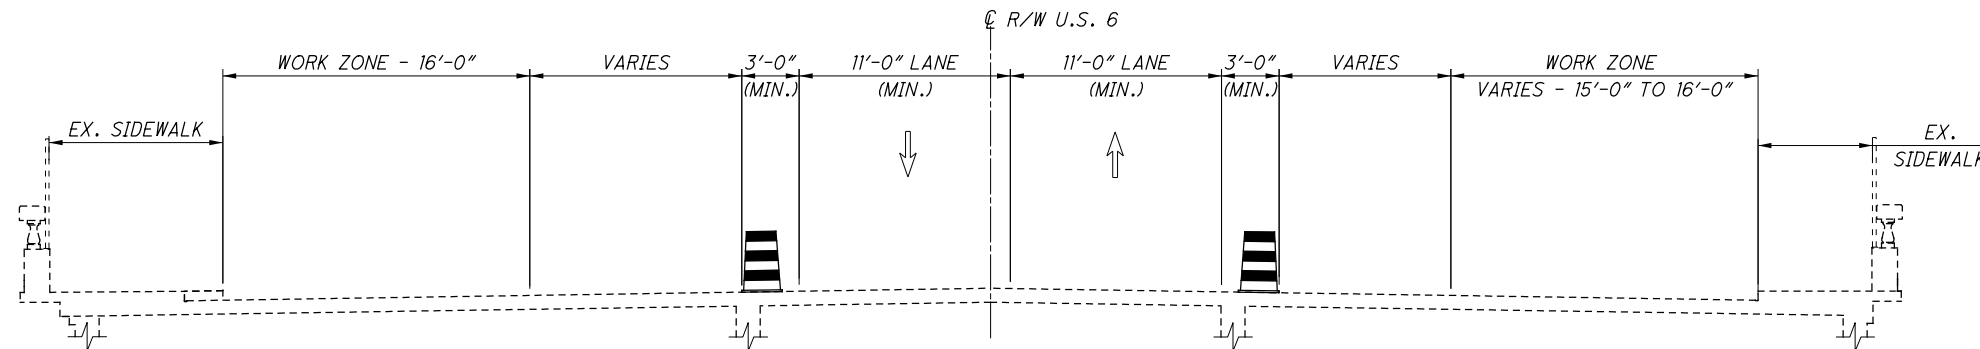 ℄ R/W U.S. 6
WORK ZONE - 16'-0"
VARIES
3'-0"
(MIN.)
11'-0" LANE
(MIN.)
11'-0" LANE
(MIN.)
3'-0"
(MIN.)
VARIES
WORK ZONE
VARIES - 15'-0" TO 16'-0"
EX. SIDEWALK
EX.
SIDEWALK